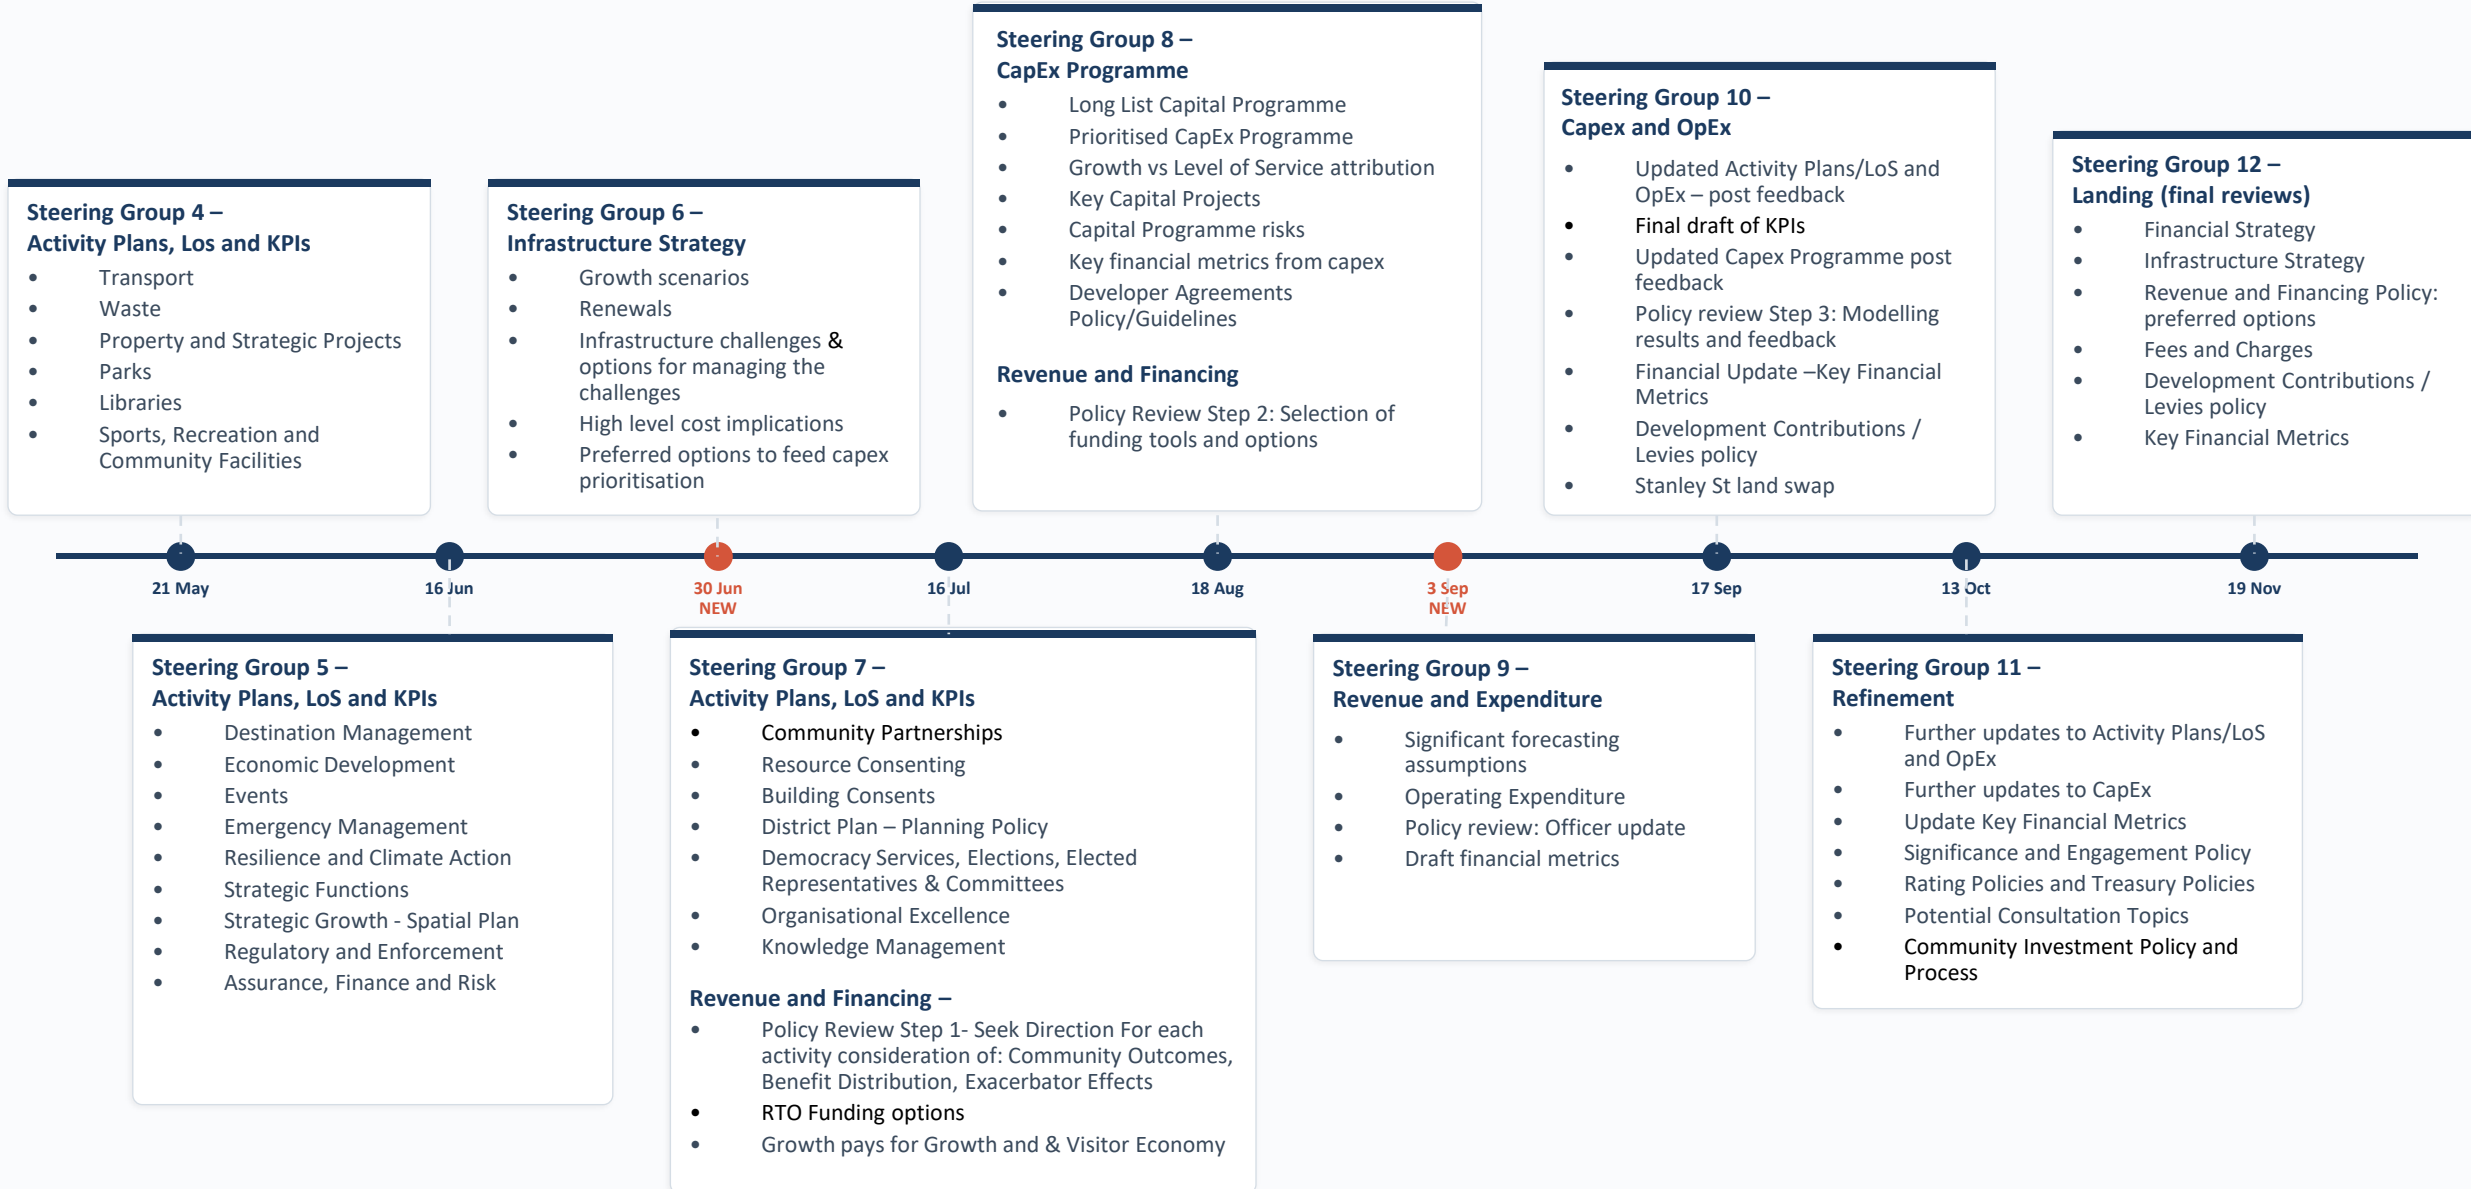 Steering Group 4 –
Activity Plans, Los and KPIs
• Transport
• Waste
• Property and Strategic Projects
• Parks
• Libraries
• Sports, Recreation and
Community Facilities
Steering Group 6 –
Infrastructure Strategy
• Growth scenarios
• Renewals
• Infrastructure challenges &
options for managing the
challenges
• High level cost implications
• Preferred options to feed capex
prioritisation
Steering Group 8 –
CapEx Programme
• Long List Capital Programme
• Prioritised CapEx Programme
• Growth vs Level of Service attribution
• Key Capital Projects
• Capital Programme risks
• Key financial metrics from capex
• Developer Agreements
Policy/Guidelines
Revenue and Financing
• Policy Review Step 2: Selection of
funding tools and options
Steering Group 10 –
Capex and OpEx
• Updated Activity Plans/LoS and
OpEx – post feedback
• Final draft of KPIs
• Updated Capex Programme post
feedback
• Policy review Step 3: Modelling
results and feedback
• Financial Update –Key Financial
Metrics
• Development Contributions /
Levies policy
• Stanley St land swap
Steering Group 12 –
Landing (final reviews)
• Financial Strategy
• Infrastructure Strategy
• Revenue and Financing Policy:
preferred options
• Fees and Charges
• Development Contributions /
Levies policy
• Key Financial Metrics
21 May
16 Jun
30 Jun
NEW
16 Jul
18 Aug
3 Sep
NEW
17 Sep
13 Oct
19 Nov
Steering Group 5 –
Activity Plans, LoS and KPIs
• Destination Management
• Economic Development
• Events
• Emergency Management
• Resilience and Climate Action
• Strategic Functions
• Strategic Growth - Spatial Plan
• Regulatory and Enforcement
• Assurance, Finance and Risk
Steering Group 7 –
Activity Plans, LoS and KPIs
• Community Partnerships
• Resource Consenting
• Building Consents
• District Plan – Planning Policy
• Democracy Services, Elections, Elected
Representatives & Committees
• Organisational Excellence
• Knowledge Management
Revenue and Financing –
• Policy Review Step 1- Seek Direction For each
activity consideration of: Community Outcomes,
Benefit Distribution, Exacerbator Effects
• RTO Funding options
• Growth pays for Growth and & Visitor Economy
Steering Group 9 –
Revenue and Expenditure
• Significant forecasting
assumptions
• Operating Expenditure
• Policy review: Officer update
• Draft financial metrics
Steering Group 11 –
Refinement
• Further updates to Activity Plans/LoS
and OpEx
• Further updates to CapEx
• Update Key Financial Metrics
• Significance and Engagement Policy
• Rating Policies and Treasury Policies
• Potential Consultation Topics
• Community Investment Policy and
Process